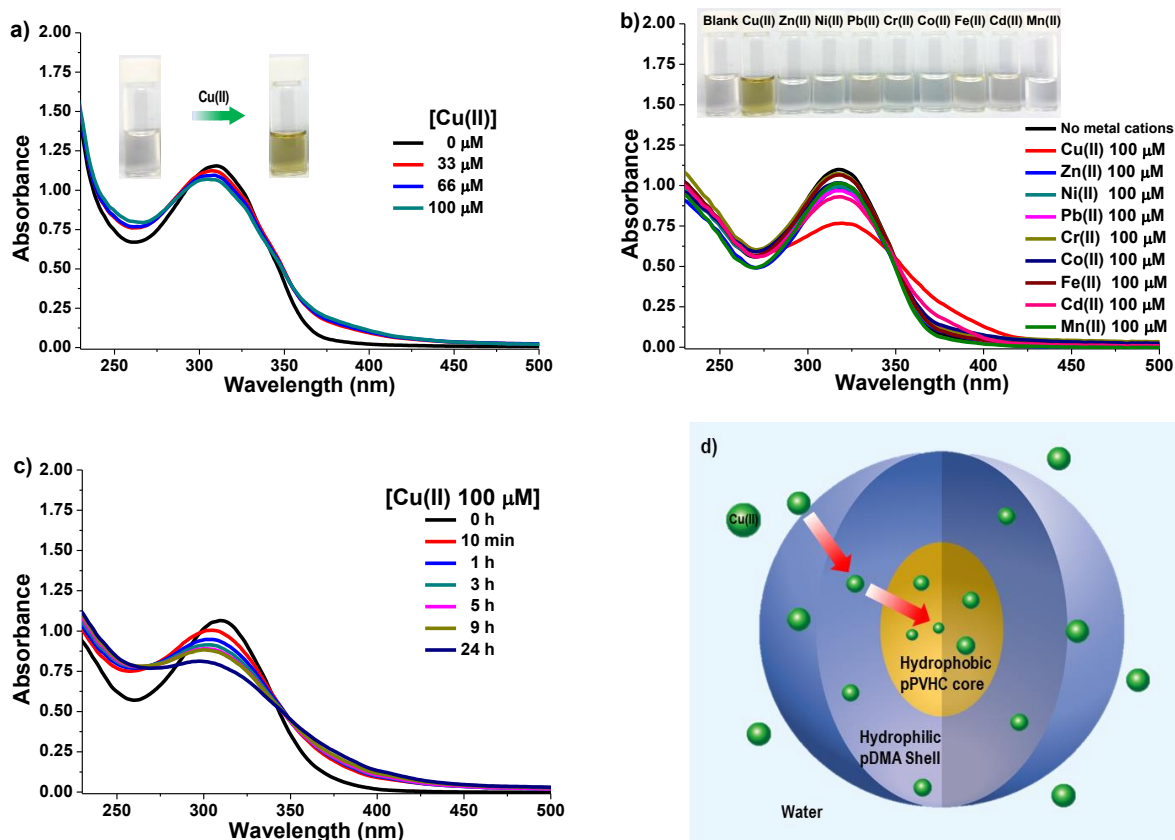 a)
2.00
1.75
1.50
1.25
1.00
0.75
0.50
0.25
0.00
Absorbance
250 300 350 400 450 500
Wavelength (nm)
Cu(II)
[Cu(II)]
0 μM
33 μM
66 μM
100 μM
b)
2.00
1.75
1.50
1.25
1.00
0.75
0.50
0.25
0.00
Absorbance
250 300 350 400 450 500
Wavelength (nm)
Blank Cu(II) Zn(II) Ni(II) Pb(II) Cr(II) Co(II) Fe(II) Cd(II) Mn(II)
No metal cations
Cu(II) 100 μM
Zn(II) 100 μM
Ni(II) 100 μM
Pb(II) 100 μM
Cr(II) 100 μM
Co(II) 100 μM
Fe(II) 100 μM
Cd(II) 100 μM
Mn(II) 100 μM
c)
2.00
1.75
1.50
1.25
1.00
0.75
0.50
0.25
0.00
Absorbance
250 300 350 400 450 500
Wavelength (nm)
[Cu(II) 100 μM]
0 h
10 min
1 h
3 h
5 h
9 h
24 h
d)
Cu(II)
Hydrophobic
pPVHC core
Hydrophilic
pDMA Shell
Water